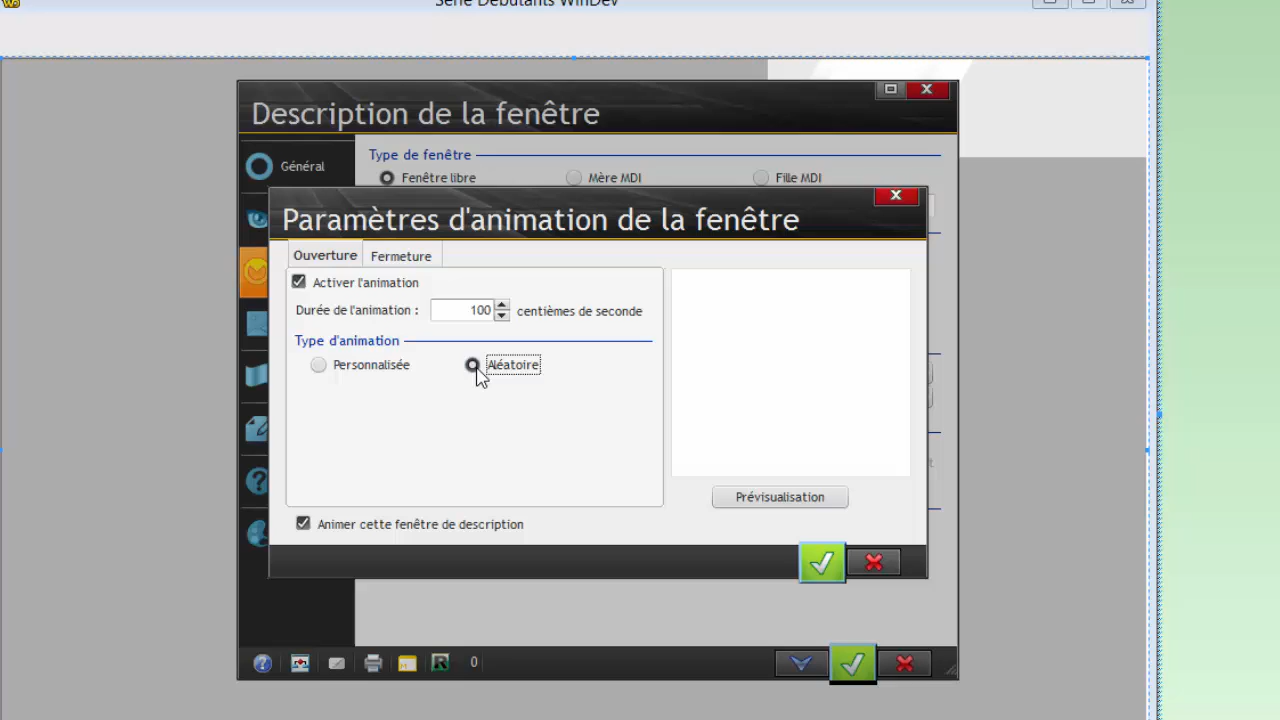 Série Débutants WinDev
Description de la fenêtre
Général
Type de fenêtre
Fenêtre libre
Mère MDI
Fille MDI
Paramètres d'animation de la fenêtre
Ouverture
Fermeture
Activer l'animation
Durée de l'animation :
100
centièmes de seconde
Type d'animation
Personnalisée
Aléatoire
Prévisualisation
Animer cette fenêtre de description
0